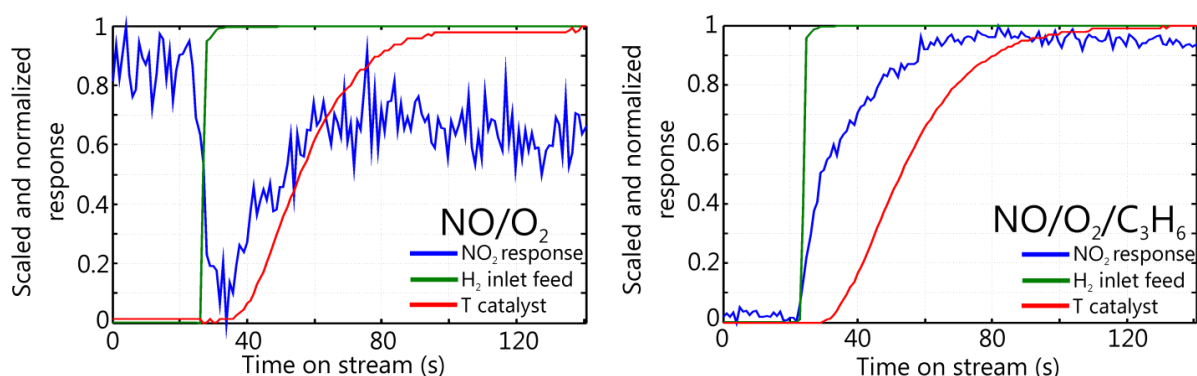 Scaled and normalized
response
1
0.8
0.6
0.4
0.2
0
NO/O₂
NO₂ response
H₂ inlet feed
T catalyst
0 40 80 120
Time on stream (s)
Scaled and normalized
response
1
0.8
0.6
0.4
0.2
0
NO/O₂/C₃H₆
NO₂ response
H₂ inlet feed
T catalyst
0 40 80 120
Time on stream (s)